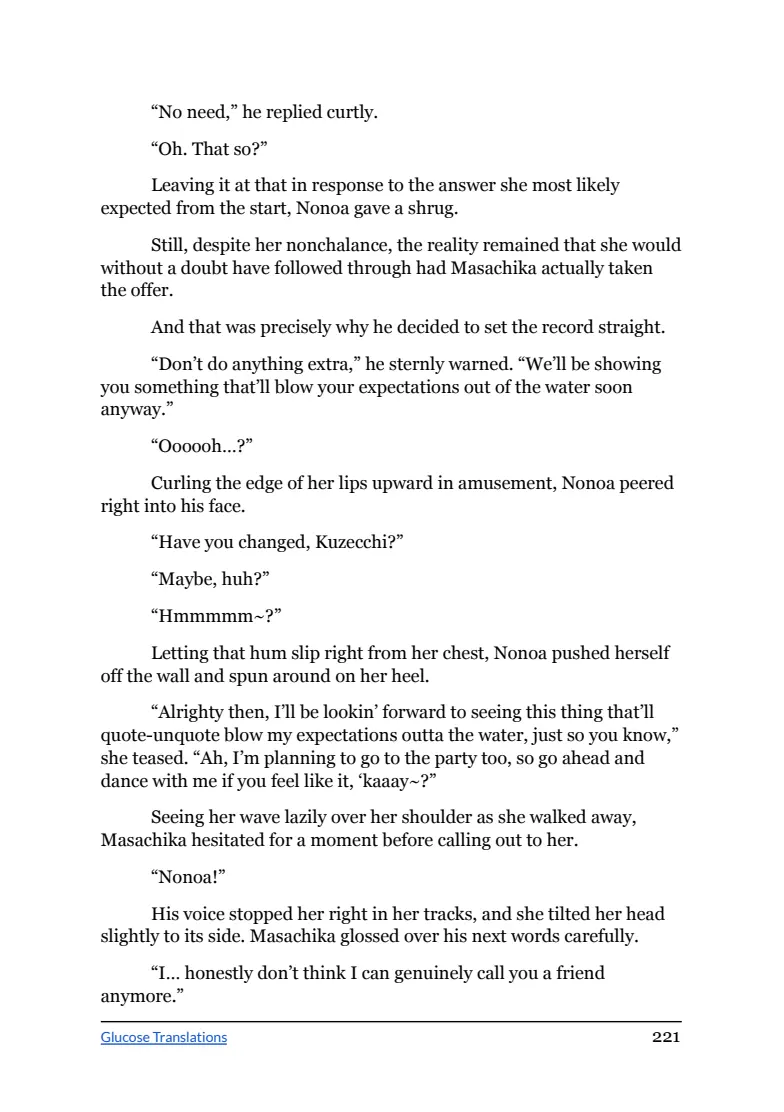 “No need,” he replied curtly.
“Oh. That so?”
Leaving it at that in response to the answer she most likely
expected from the start, Nonoa gave a shrug.
Still, despite her nonchalance, the reality remained that she would
without a doubt have followed through had Masachika actually taken
the offer.
And that was precisely why he decided to set the record straight.
“Don’t do anything extra,” he sternly warned. “We’ll be showing
you something that’ll blow your expectations out of the water soon
anyway.”
“Oooooh…?”
Curling the edge of her lips upward in amusement, Nonoa peered
right into his face.
“Have you changed, Kuzecchi?”
“Maybe, huh?”
“Hmmmmm~?”
Letting that hum slip right from her chest, Nonoa pushed herself
off the wall and spun around on her heel.
“Alrighty then, I’ll be lookin’ forward to seeing this thing that’ll
quote-unquote blow my expectations outta the water, just so you know,”
she teased. “Ah, I’m planning to go to the party too, so go ahead and
dance with me if you feel like it, ‘kaaay~?”
Seeing her wave lazily over her shoulder as she walked away,
Masachika hesitated for a moment before calling out to her.
“Nonoa!”
His voice stopped her right in her tracks, and she tilted her head
slightly to its side. Masachika glossed over his next words carefully.
“I… honestly don’t think I can genuinely call you a friend
anymore.”
Glucose Translations
221